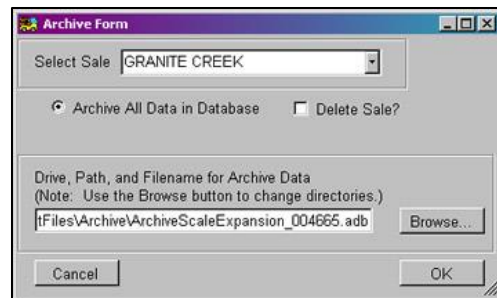 Archive Form
Select Sale GRANITE CREEK
Archive All Data in Database Delete Sale?
Drive, Path, and Filename for Archive Data
(Note: Use the Browse button to change directories.)
tFiles\Archive\ArchiveScaleExpansion_004665.adb Browse...
Cancel OK